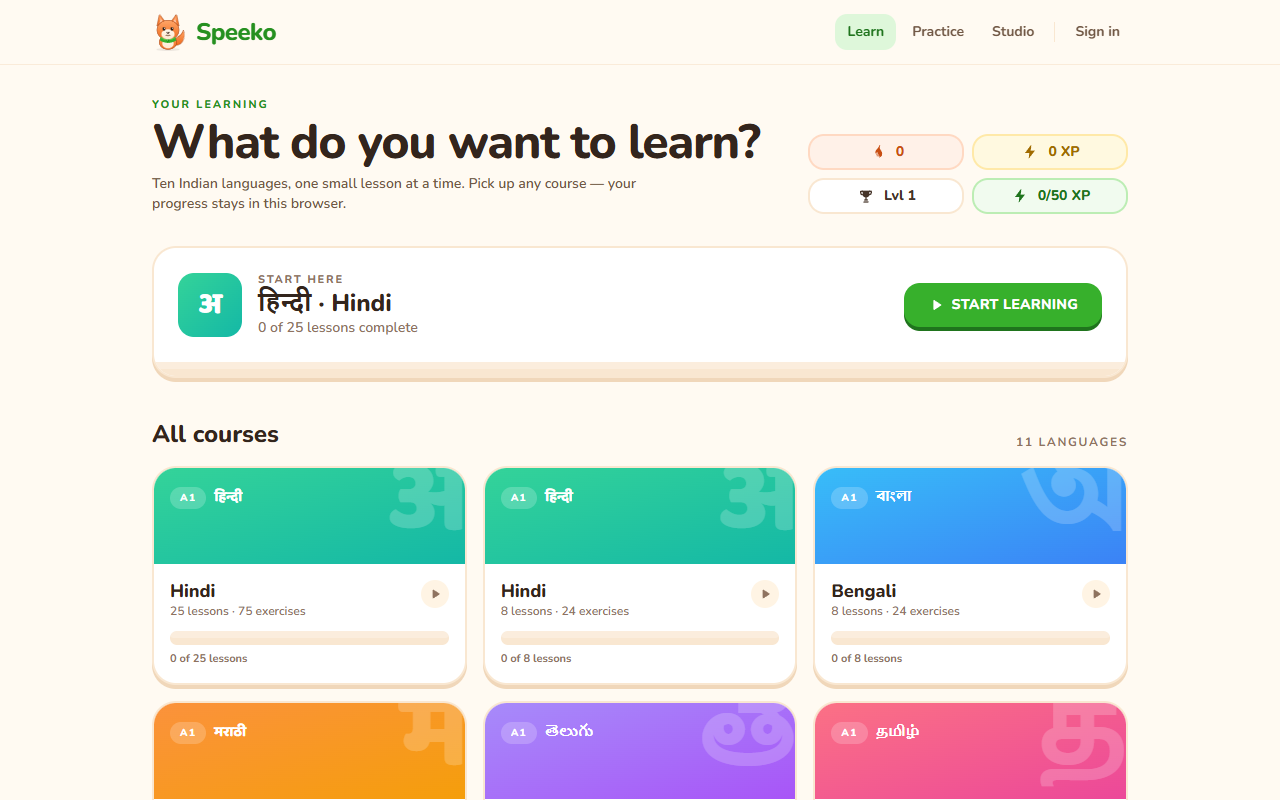 Speeko
Learn Practice Studio Sign in
YOUR LEARNING
What do you want to learn?
Ten Indian languages, one small lesson at a time. Pick up any course — your
progress stays in this browser.
0
0 XP
Lvl 1
0/50 XP
अ
START HERE
हिन्दी · Hindi
0 of 25 lessons complete
START LEARNING
All courses
11 LANGUAGES
A1 हिन्दी अ
Hindi
25 lessons · 75 exercises
0 of 25 lessons
A1 हिन्दी अ
Hindi
8 lessons · 24 exercises
0 of 8 lessons
A1 বাংলা অ
Bengali
8 lessons · 24 exercises
0 of 8 lessons
A1 मराठी म
A1 తెలుగు తె
A1 தமிழ் த